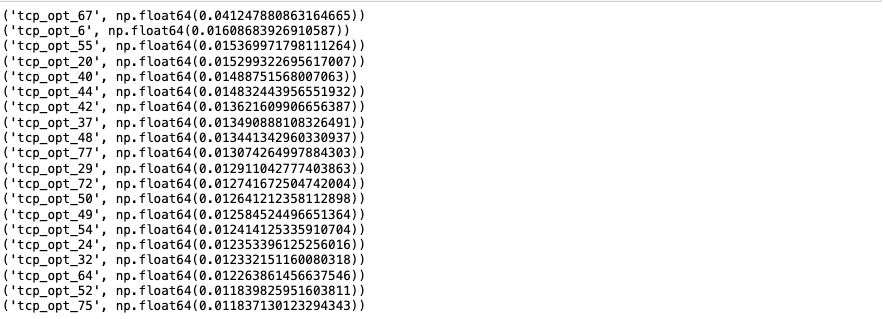 ('tcp_opt_67', np.float64(0.041247880863164665))
('tcp_opt_6', np.float64(0.01608683926910587))
('tcp_opt_55', np.float64(0.015369971798111264))
('tcp_opt_20', np.float64(0.015299322695617007))
('tcp_opt_40', np.float64(0.01488751568007063))
('tcp_opt_44', np.float64(0.014832443956551932))
('tcp_opt_42', np.float64(0.013621609906656387))
('tcp_opt_37', np.float64(0.013490888108326491))
('tcp_opt_48', np.float64(0.013441342960330937))
('tcp_opt_77', np.float64(0.013074264997884303))
('tcp_opt_29', np.float64(0.012911042777403863))
('tcp_opt_72', np.float64(0.012741672504742004))
('tcp_opt_50', np.float64(0.012641212358112898))
('tcp_opt_49', np.float64(0.012584524496651364))
('tcp_opt_54', np.float64(0.012414125335910704))
('tcp_opt_24', np.float64(0.012353396125256016))
('tcp_opt_32', np.float64(0.012332151160080318))
('tcp_opt_64', np.float64(0.012263861456637546))
('tcp_opt_52', np.float64(0.011839825951603811))
('tcp_opt_75', np.float64(0.011837130123294343))